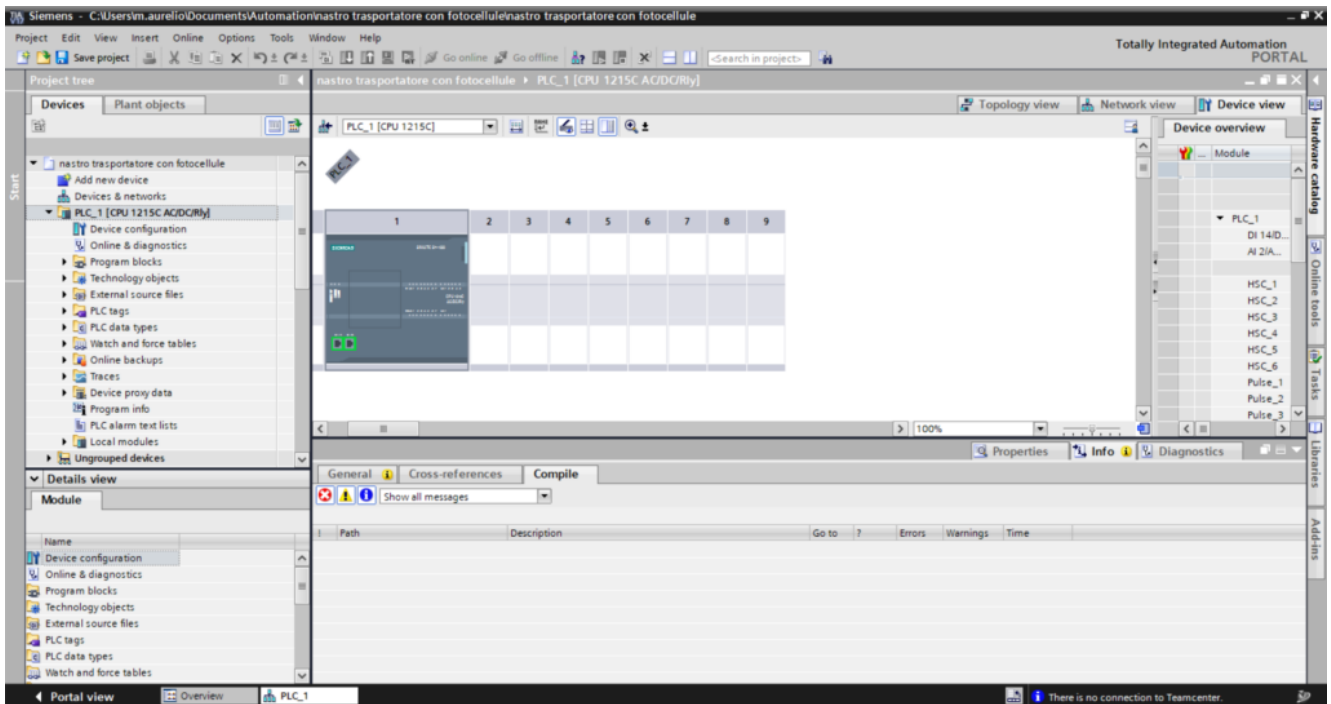 Siemens - C:\Users\m.aurelio\Documents\Automation\nastro trasportatore con fotocellule\nastro trasportatore con fotocellule
Project Edit View Insert Online Options Tools Window Help
Totally Integrated Automation
PORTAL
Save project Go online Go offline <Search in project>
Project tree
nastro trasportatore con fotocellule PLC_1 [CPU 1215C AC/DC/Rly]
Devices Plant objects
Topology view Network view Device view
PLC_1 [CPU 1215C]
Device overview
... Module
nastro trasportatore con fotocellule
Add new device
Devices & networks
PLC_1 [CPU 1215C AC/DC/Rly]
Device configuration
Online & diagnostics
Program blocks
Technology objects
External source files
PLC tags
PLC data types
Watch and force tables
Online backups
Traces
Device proxy data
Program info
PLC alarm text lists
Local modules
Ungrouped devices
Start
PLC_1
1 2 3 4 5 6 7 8 9
SIEMENS
PLC_1
DI 14/D...
AI 2/A...
HSC_1
HSC_2
HSC_3
HSC_4
HSC_5
HSC_6
Pulse_1
Pulse_2
Pulse_3
100%
Hardware catalog
Online tools
Tasks
Libraries
Add-ins
Properties Info Diagnostics
General Cross-references Compile
Show all messages
! Path Description Go to ? Errors Warnings Time
Details view
Module
Name
Device configuration
Online & diagnostics
Program blocks
Technology objects
External source files
PLC tags
PLC data types
Watch and force tables
Portal view Overview PLC_1
There is no connection to Teamcenter.